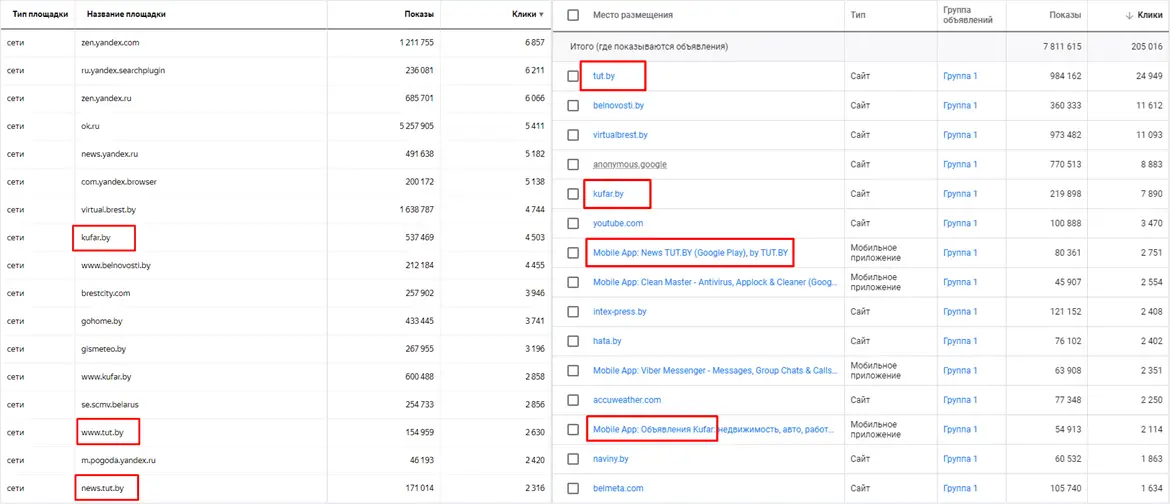 Тип площадки Название площадки Показы Клики ▼
сети zen.yandex.com 1 211 755 6 857
сети ru.yandex.searchplugin 236 081 6 211
сети zen.yandex.ru 685 701 6 066
сети ok.ru 5 257 905 5 411
сети news.yandex.ru 491 638 5 182
сети com.yandex.browser 200 172 5 138
сети virtual.brest.by 1 638 787 4 744
сети kufar.by 537 469 4 503
сети www.belnovosti.by 212 184 4 455
сети brestcity.com 257 902 3 946
сети gohome.by 433 445 3 741
сети gismeteo.by 267 955 3 196
сети www.kufar.by 600 488 2 858
сети se.scmv.belarus 254 733 2 856
сети www.tut.by 154 959 2 630
сети m.pogoda.yandex.ru 46 193 2 420
сети news.tut.by 171 014 2 316
Место размещения Тип Группа объявлений Показы ↓ Клики
Итого (где показываются объявления) 7 811 615 205 016
tut.by Сайт Группа 1 984 162 24 949
belnovosti.by Сайт Группа 1 360 333 11 612
virtualbrest.by Сайт Группа 1 973 482 11 093
anonymous.google Сайт Группа 1 770 513 8 883
kufar.by Сайт Группа 1 219 898 7 890
youtube.com Сайт Группа 1 100 888 3 470
Mobile App: News TUT.BY (Google Play), by TUT.BY Мобильное приложение Группа 1 80 361 2 751
Mobile App: Clean Master - Antivirus, Applock & Cleaner (Goog... Мобильное приложение Группа 1 45 907 2 554
intex-press.by Сайт Группа 1 121 152 2 408
hata.by Сайт Группа 1 76 102 2 402
Mobile App: Viber Messenger - Messages, Group Chats & Calls... Мобильное приложение Группа 1 63 908 2 351
accuweather.com Сайт Группа 1 77 348 2 250
Mobile App: Объявления Kufar: недвижимость, авто, работ... Мобильное приложение Группа 1 54 913 2 114
naviny.by Сайт Группа 1 60 532 1 863
belmeta.com Сайт Группа 1 105 740 1 634